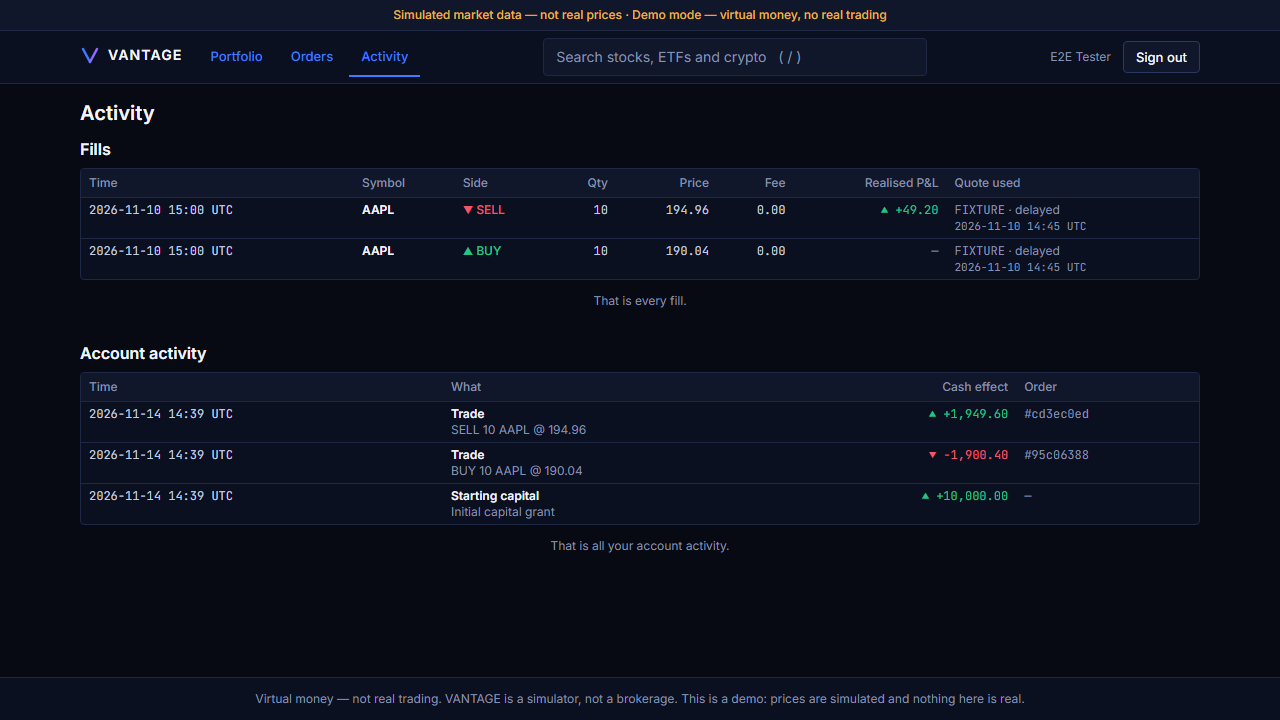 Simulated market data — not real prices · Demo mode — virtual money, no real trading
VANTAGE Portfolio Orders Activity Search stocks, ETFs and crypto ( / ) E2E Tester Sign out
Activity
Fills
Time Symbol Side Qty Price Fee Realised P&L Quote used
2026-11-10 15:00 UTC AAPL ▼ SELL 10 194.96 0.00 ▲ +49.20 FIXTURE · delayed
2026-11-10 14:45 UTC
2026-11-10 15:00 UTC AAPL ▲ BUY 10 190.04 0.00 — FIXTURE · delayed
2026-11-10 14:45 UTC
That is every fill.
Account activity
Time What Cash effect Order
2026-11-14 14:39 UTC Trade ▲ +1,949.60 #cd3ec0ed
SELL 10 AAPL @ 194.96
2026-11-14 14:39 UTC Trade ▼ -1,900.40 #95c06388
BUY 10 AAPL @ 190.04
2026-11-14 14:39 UTC Starting capital ▲ +10,000.00 —
Initial capital grant
That is all your account activity.
Virtual money — not real trading. VANTAGE is a simulator, not a brokerage. This is a demo: prices are simulated and nothing here is real.